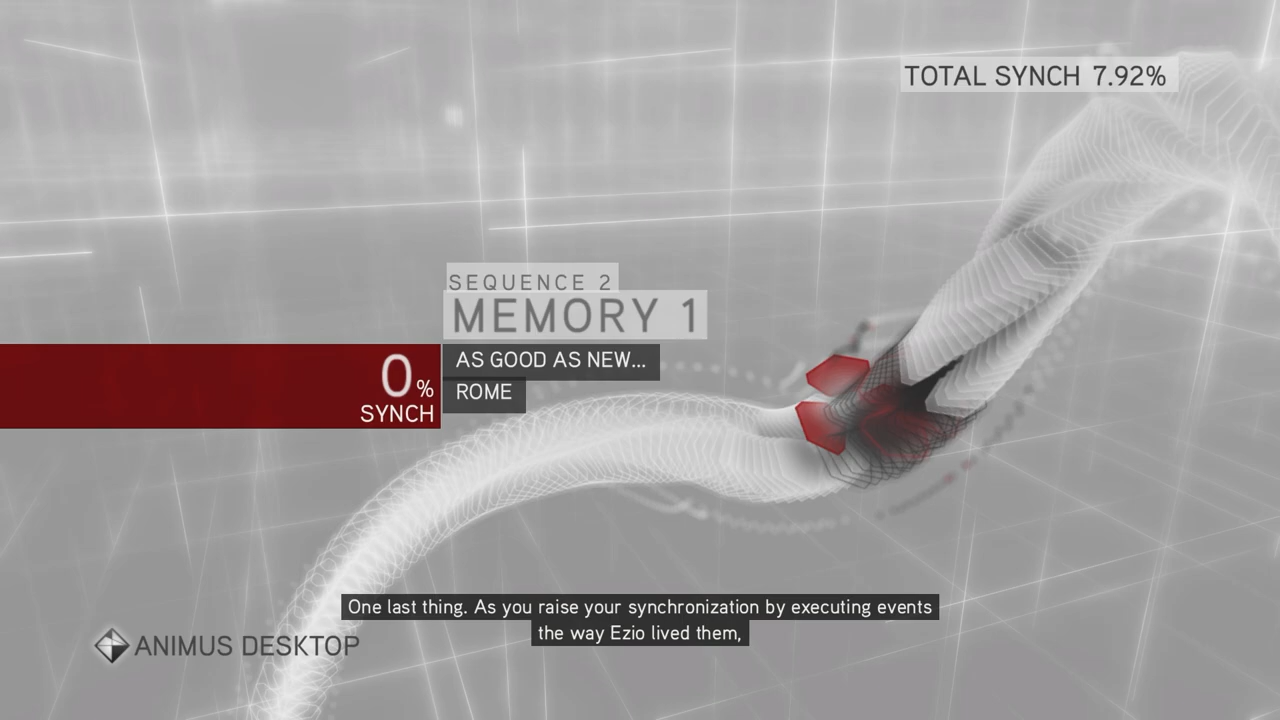 TOTAL SYNCH 7.92%
SEQUENCE 2
MEMORY 1
0%
SYNCH
AS GOOD AS NEW...
ROME
One last thing. As you raise your synchronization by executing events
the way Ezio lived them,
ANIMUS DESKTOP